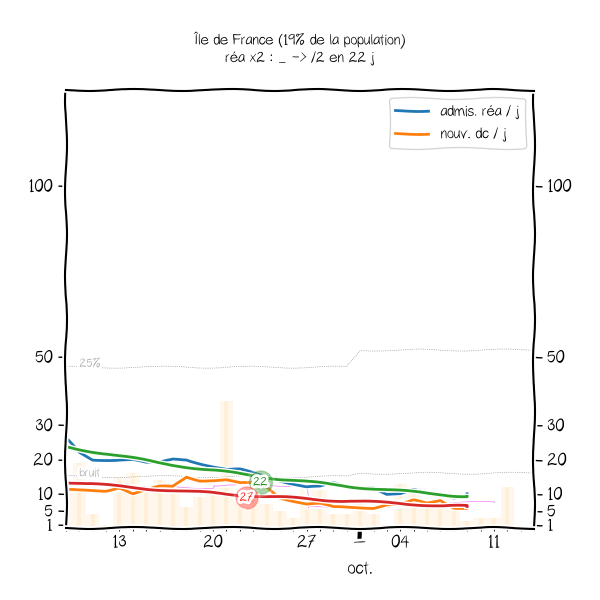 Île de France (19% de la population)
réa x2 : _ -> /2 en 22 j
admis. réa / j
nouv. dc / j
100 100
50 50
25%
30 30
20 20
bruit
22
27
10 10
5 5
1 1
13 20 27 _ 04 11
oct.